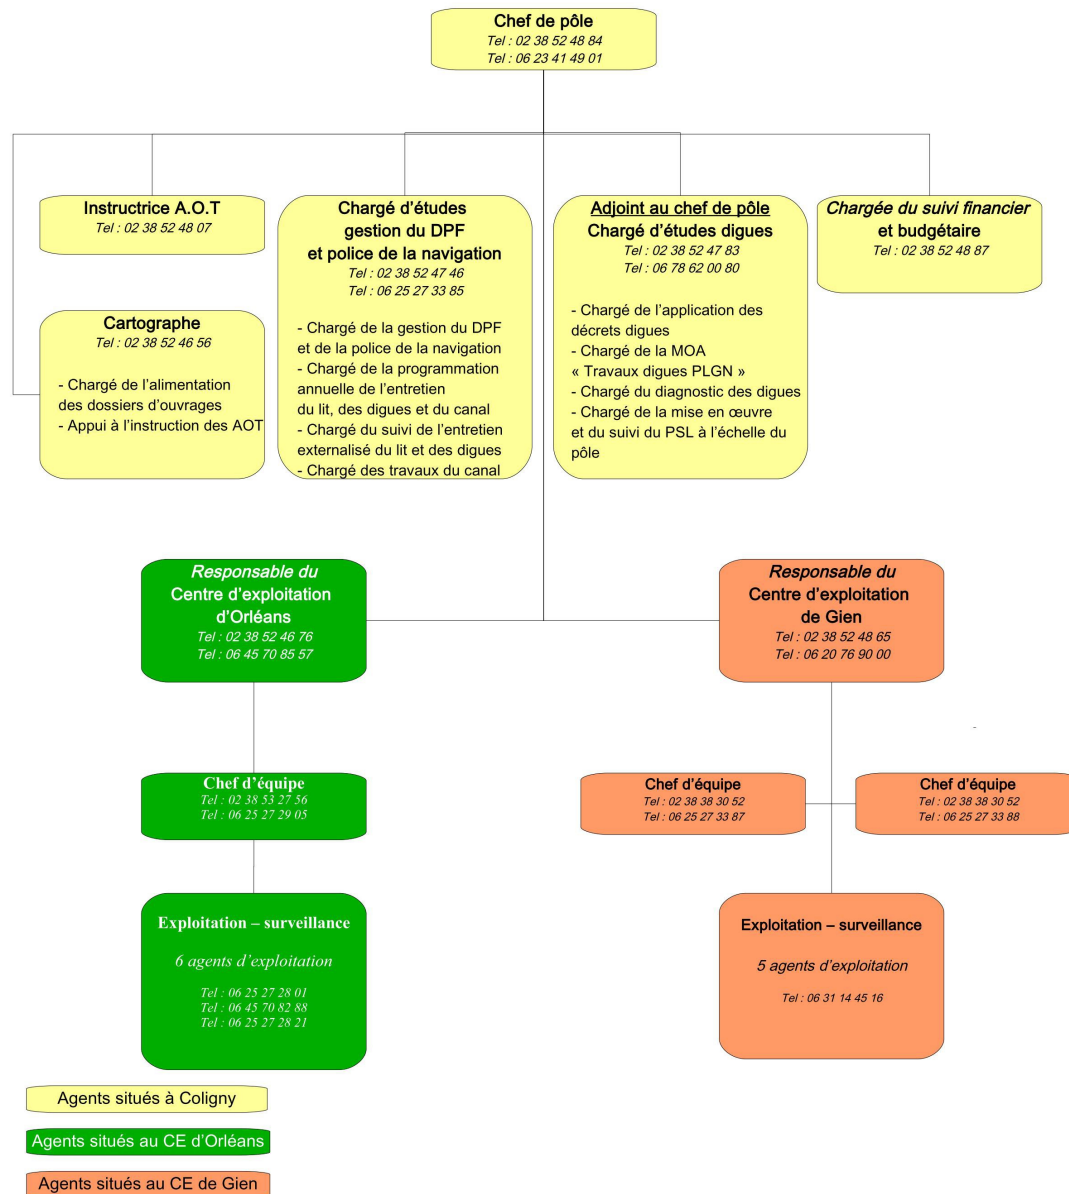 Chef de pôle
Tel : 02 38 52 48 84
Tel : 06 23 41 49 01
Instructrice A.O.T
Tel : 02 38 52 48 07
Cartographe
Tel : 02 38 52 46 56
- Chargé de l'alimentation
des dossiers d'ouvrages
- Appui à l'instruction des AOT
Chargé d'études
gestion du DPF
et police de la navigation
Tel : 02 38 52 47 46
Tel : 06 25 27 33 85
- Chargé de la gestion du DPF
et de la police de la navigation
- Chargé de la programmation
annuelle de l'entretien
du lit, des digues et du canal
- Chargé du suivi de l'entretien
externalisé du lit et des digues
- Chargé des travaux du canal
Adjoint au chef de pôle
Chargé d'études digues
Tel : 02 38 52 47 83
Tel : 06 78 62 00 80
- Chargé de l'application des
décrets digues
- Chargé de la MOA
« Travaux digues PLGN »
- Chargé du diagnostic des digues
- Chargé de la mise en œuvre
et du suivi du PSL à l'échelle du
pôle
Chargée du suivi financier
et budgétaire
Tel : 02 38 52 48 87
Responsable du
Centre d'exploitation
d'Orléans
Tel : 02 38 52 46 76
Tel : 06 45 70 85 57
Responsable du
Centre d'exploitation
de Gien
Tel : 02 38 52 48 65
Tel : 06 20 76 90 00
Chef d'équipe
Tel : 02 38 53 27 56
Tel : 06 25 27 29 05
Chef d'équipe
Tel : 02 38 38 30 52
Tel : 06 25 27 33 87
Chef d'équipe
Tel : 02 38 38 30 52
Tel : 06 25 27 33 88
Exploitation – surveillance
6 agents d'exploitation
Tel : 06 25 27 28 01
Tel : 06 45 70 82 88
Tel : 06 25 27 28 21
Exploitation – surveillance
5 agents d'exploitation
Tel : 06 31 14 45 16
Agents situés à Coligny
Agents situés au CE d'Orléans
Agents situés au CE de Gien